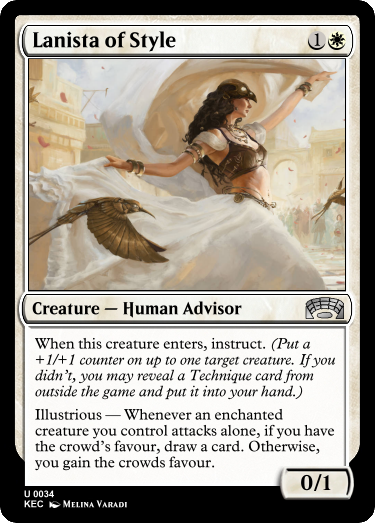 Lanista of Style 1
Creature — Human Advisor
When this creature enters, instruct. (Put a
+1/+1 counter on up to one target creature. If you
didn't, you may reveal a Technique card from
outside the game and put it into your hand.)
Illustrious — Whenever an enchanted
creature you control attacks alone, if you have
the crowd's favour, draw a card. Otherwise,
you gain the crowds favour.
0/1
U 0034
KEC Melina Varadi